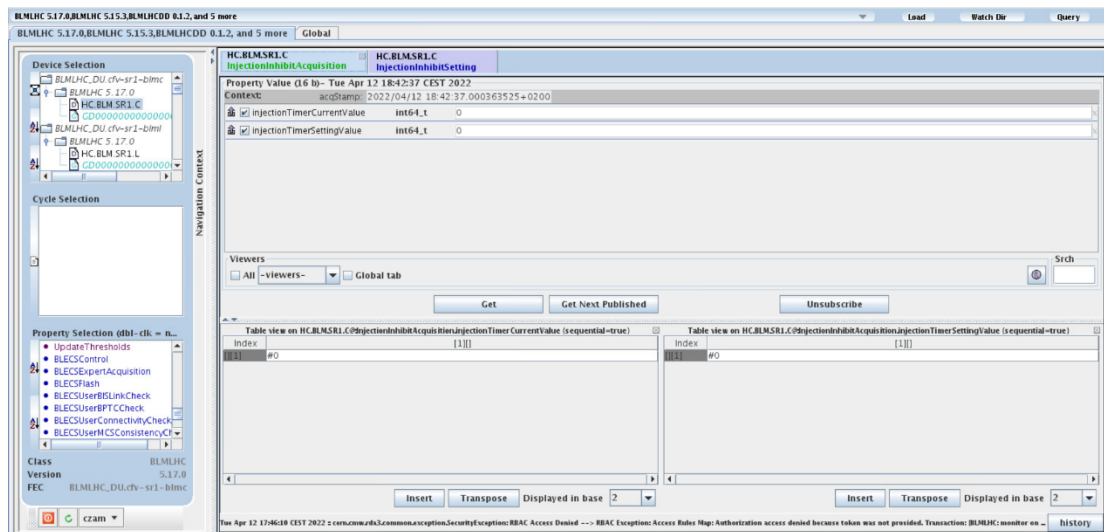 BLMLHC 5.17.0,BLMLHC 5.15.3,BLMLHCDD 0.1.2, and 5 more
Load
Watch Dir
Query
BLMLHC 5.17.0,BLMLHC 5.15.3,BLMLHCDD 0.1.2, and 5 more
Global
Device Selection
BLMLHC_DU.cfv-sr1-blmc
BLMLHC 5.17.0
HC.BLM.SR1.C
BLMLHC_DU.cfv-sr1-blml
BLMLHC 5.17.0
HC.BLM.SR1.L
Cycle Selection
Property Selection (dbl-clk = n...
UpdateThresholds
BLECSControl
BLECSExpertAcquisition
BLECSFlash
BLECSUserBISLinkCheck
BLECSUserBPTCCheck
BLECSUserConnectivityCheck
BLECSUserMCSConsistencyCh
Class BLMLHC
Version 5.17.0
FEC BLMLHC_DU.cfv-sr1-blmc
czam
Navigation Context
HC.BLM.SR1.C
InjectionInhibitAcquisition
HC.BLM.SR1.C
InjectionInhibitSetting
Property Value (16 b)- Tue Apr 12 18:42:37 CEST 2022
Context: acqStamp: 2022/04/12 18:42:37.000363525+0200
injectionTimerCurrentValue int64_t 0
injectionTimerSettingValue int64_t 0
Viewers
All -viewers- Global tab
Srch
Get
Get Next Published
Unsubscribe
Table view on HC.BLM.SR1.C@InjectionInhibitAcquisition.injectionTimerCurrentValue (sequential=true)
Index [1][]
[][1] #0
Insert
Transpose
Displayed in base 2
Table view on HC.BLM.SR1.C@InjectionInhibitAcquisition.injectionTimerSettingValue (sequential=true)
Index [1][]
[][1] #0
Insert
Transpose
Displayed in base 2
Tue Apr 12 17:46:10 CEST 2022 : cern.cmw.rda3.common.exception.SecurityException: RBAC Access Denied --> RBAC Exception: Access Rules Map: Authorization access denied because token was not provided. Transaction: [BLMLHC: monitor on ...
history